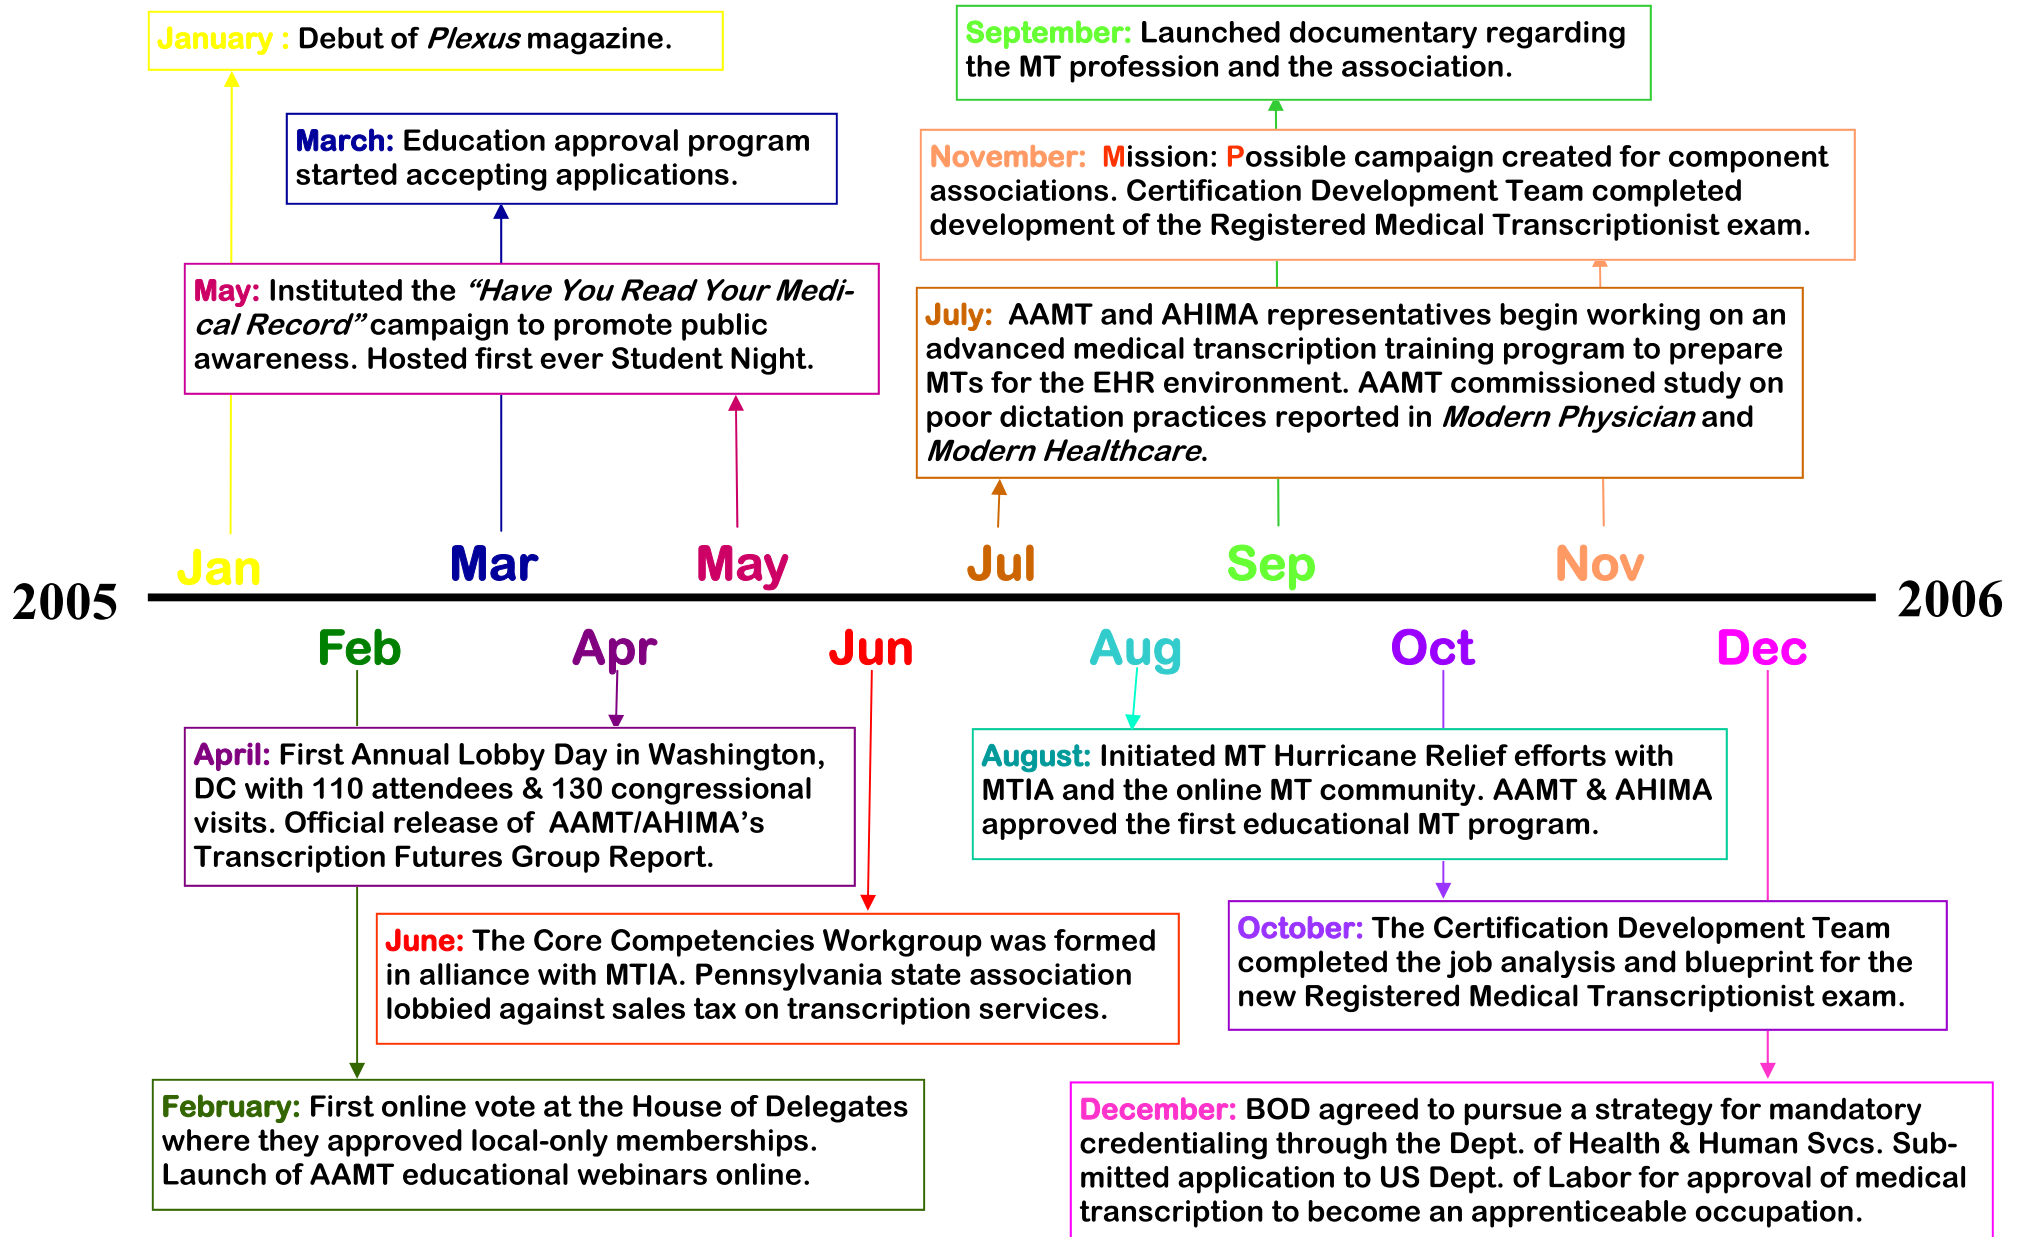 January : Debut of Plexus magazine.
March: Education approval program
started accepting applications.
May: Instituted the “Have You Read Your Medi-
cal Record” campaign to promote public
awareness. Hosted first ever Student Night.
September: Launched documentary regarding
the MT profession and the association.
November: Mission: Possible campaign created for component
associations. Certification Development Team completed
development of the Registered Medical Transcriptionist exam.
July: AAMT and AHIMA representatives begin working on an
advanced medical transcription training program to prepare
MTs for the EHR environment. AAMT commissioned study on
poor dictation practices reported in Modern Physician and
Modern Healthcare.
Jan Mar May Jul Sep Nov
2005 2006
Feb Apr Jun Aug Oct Dec
April: First Annual Lobby Day in Washington,
DC with 110 attendees & 130 congressional
visits. Official release of AAMT/AHIMA’s
Transcription Futures Group Report.
June: The Core Competencies Workgroup was formed
in alliance with MTIA. Pennsylvania state association
lobbied against sales tax on transcription services.
February: First online vote at the House of Delegates
where they approved local-only memberships.
Launch of AAMT educational webinars online.
August: Initiated MT Hurricane Relief efforts with
MTIA and the online MT community. AAMT & AHIMA
approved the first educational MT program.
October: The Certification Development Team
completed the job analysis and blueprint for the
new Registered Medical Transcriptionist exam.
December: BOD agreed to pursue a strategy for mandatory
credentialing through the Dept. of Health & Human Svcs. Sub-
mitted application to US Dept. of Labor for approval of medical
transcription to become an apprenticeable occupation.